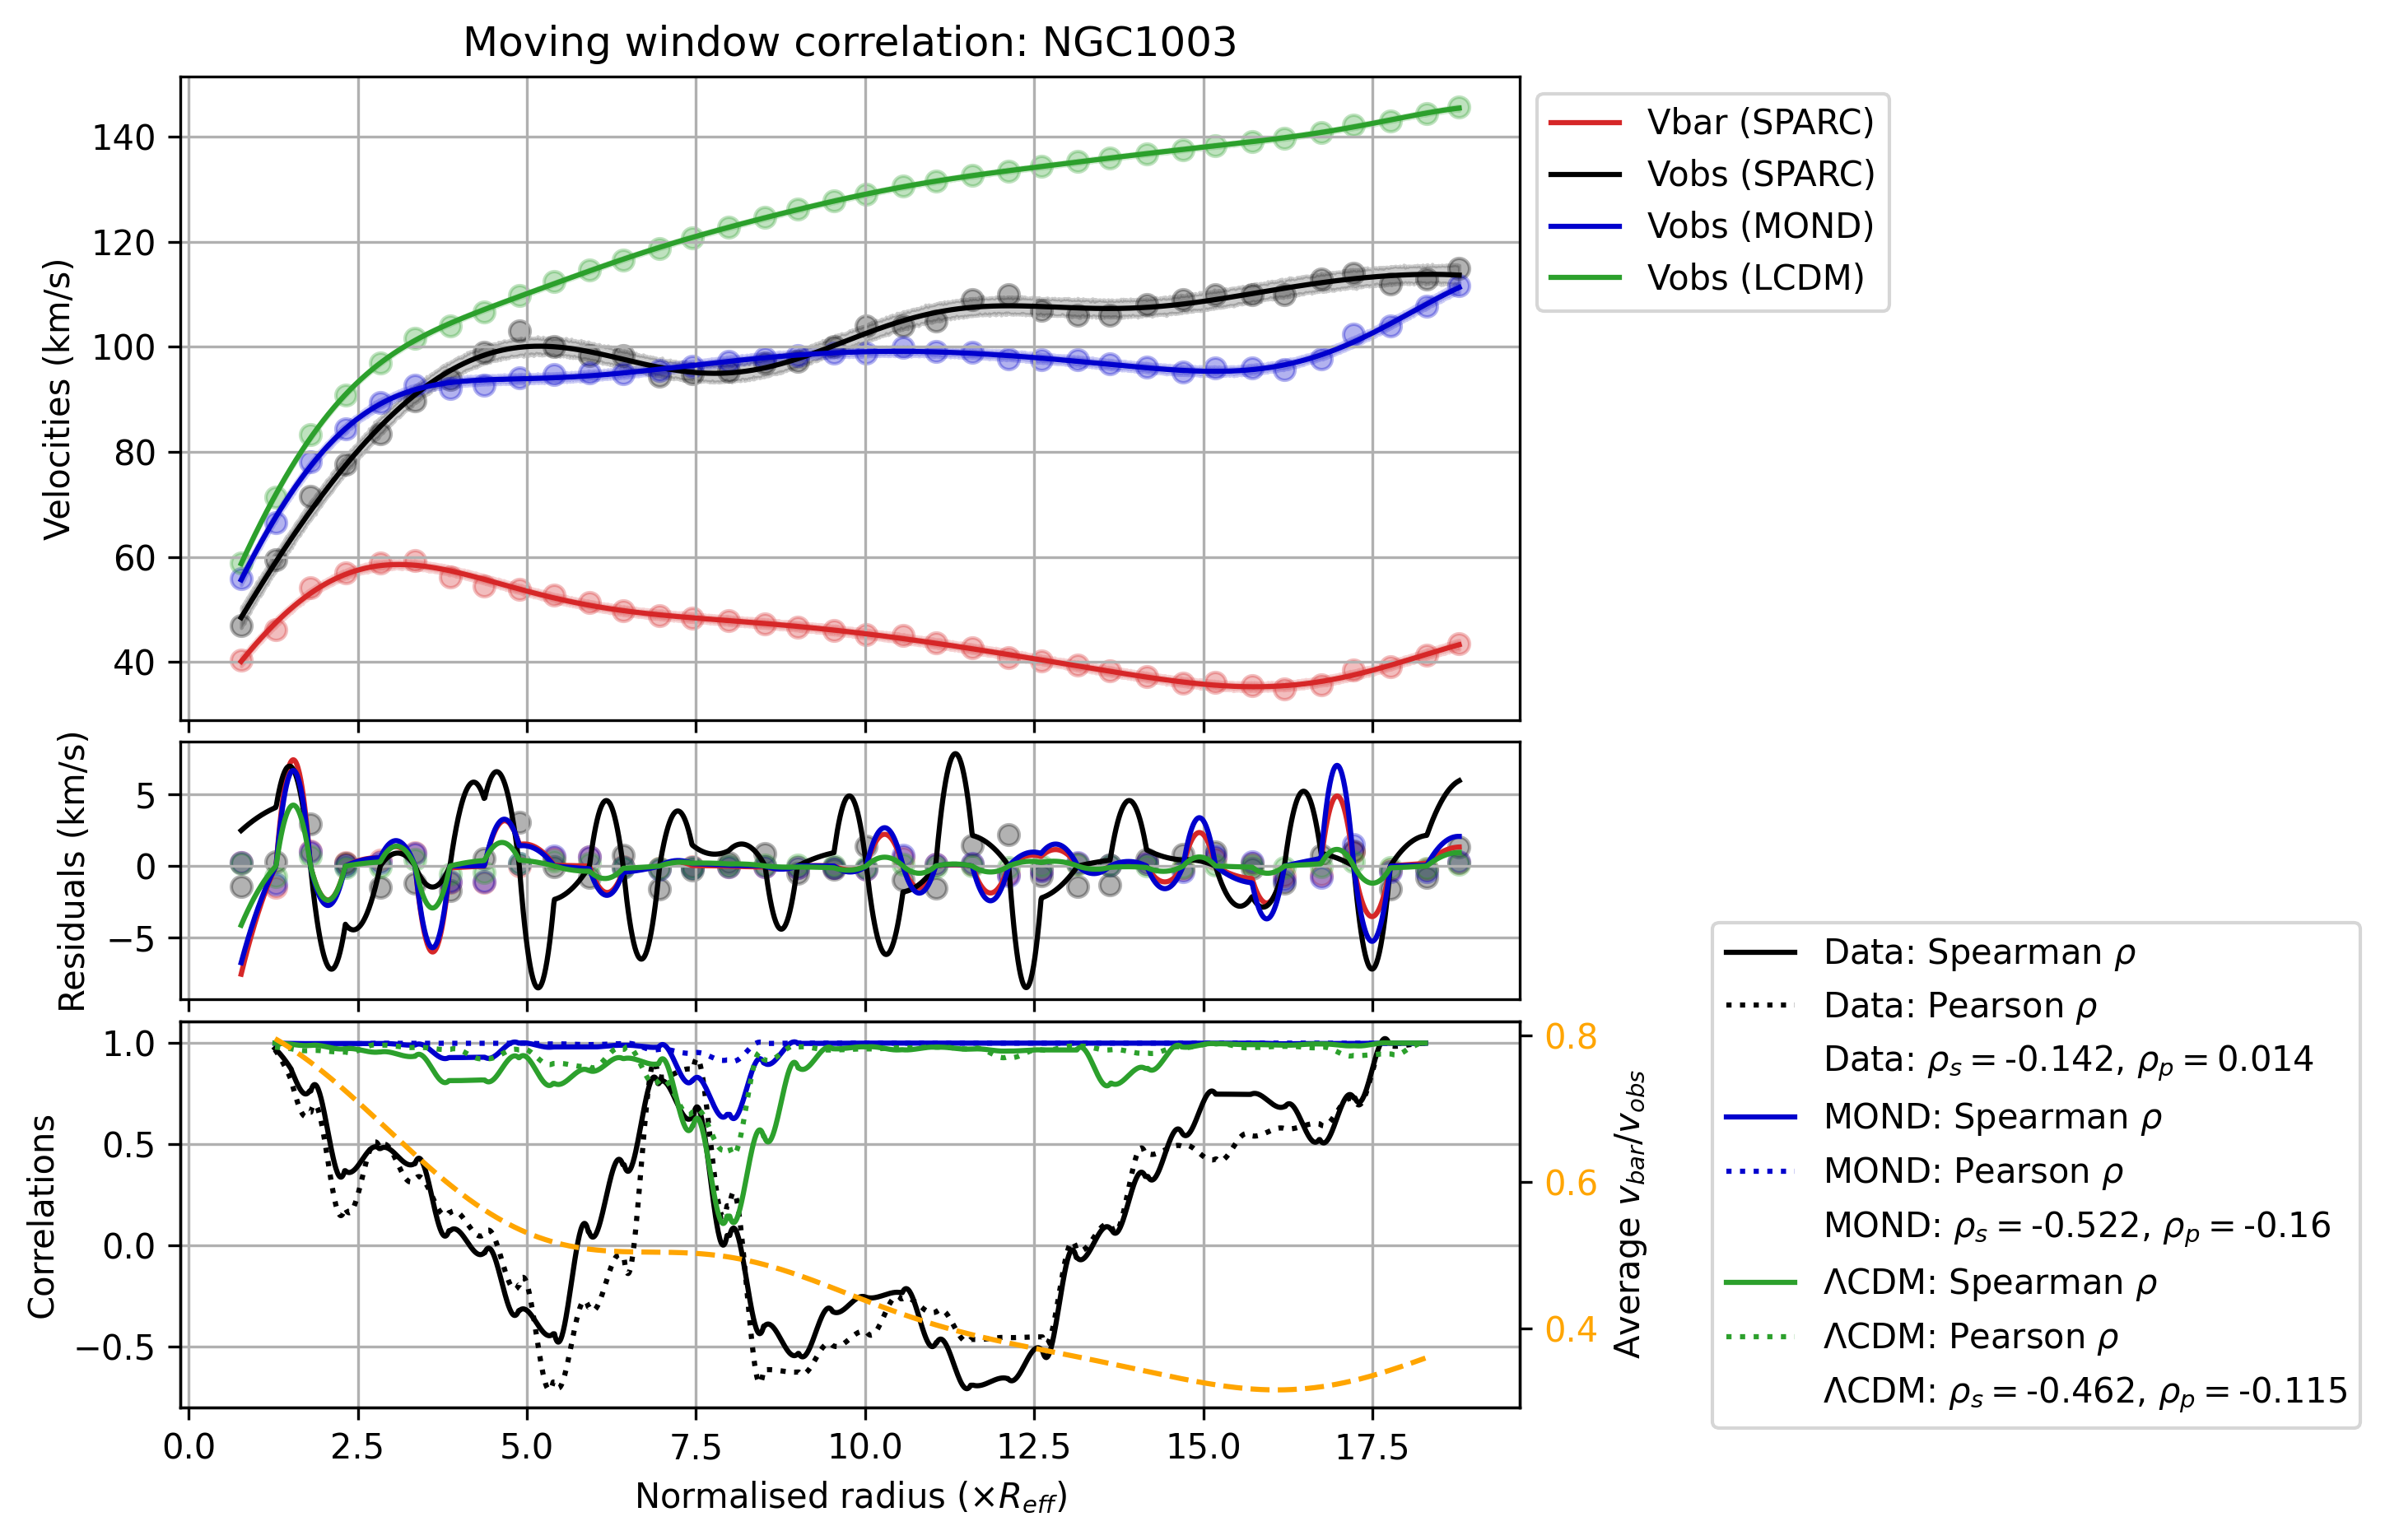 Moving window correlation: NGC1003
140
120
100
80
60
40
Velocities (km/s)
Vbar (SPARC)
Vobs (SPARC)
Vobs (MOND)
Vobs (LCDM)
5
0
−5
Residuals (km/s)
1.0
0.5
0.0
−0.5
Correlations
0.8
0.6
0.4
Average v_bar/v_obs
0.0 2.5 5.0 7.5 10.0 12.5 15.0 17.5
Normalised radius (×R_eff)
Data: Spearman ρ
Data: Pearson ρ
Data: ρ_s = -0.142, ρ_p = 0.014
MOND: Spearman ρ
MOND: Pearson ρ
MOND: ρ_s = -0.522, ρ_p = -0.16
ΛCDM: Spearman ρ
ΛCDM: Pearson ρ
ΛCDM: ρ_s = -0.462, ρ_p = -0.115